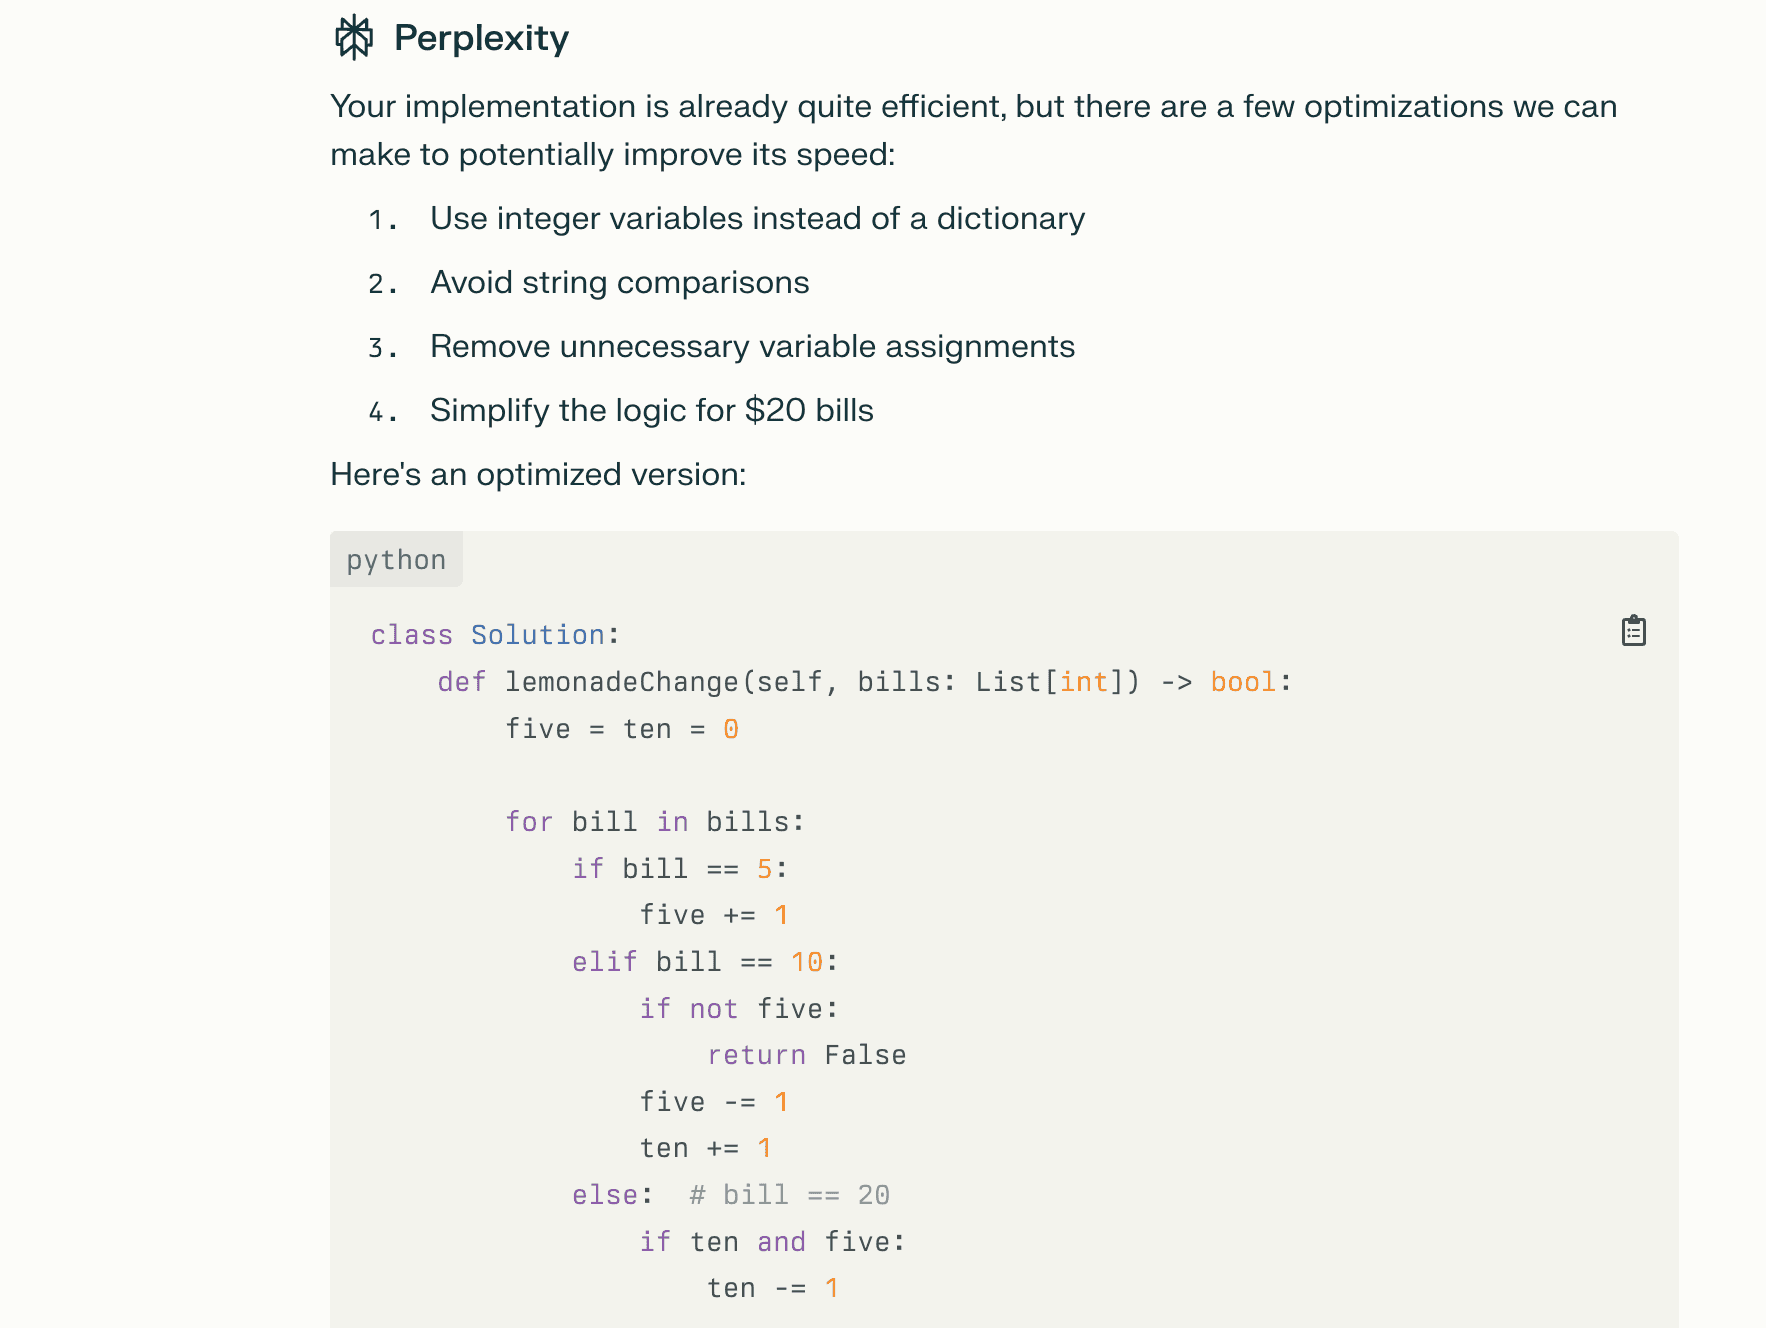 Perplexity
Your implementation is already quite efficient, but there are a few optimizations we can
make to potentially improve its speed:
1. Use integer variables instead of a dictionary
2. Avoid string comparisons
3. Remove unnecessary variable assignments
4. Simplify the logic for $20 bills
Here's an optimized version:
python
class Solution:
    def lemonadeChange(self, bills: List[int]) -> bool:
        five = ten = 0

        for bill in bills:
            if bill == 5:
                five += 1
            elif bill == 10:
                if not five:
                    return False
                five -= 1
                ten += 1
            else:  # bill == 20
                if ten and five:
                    ten -= 1